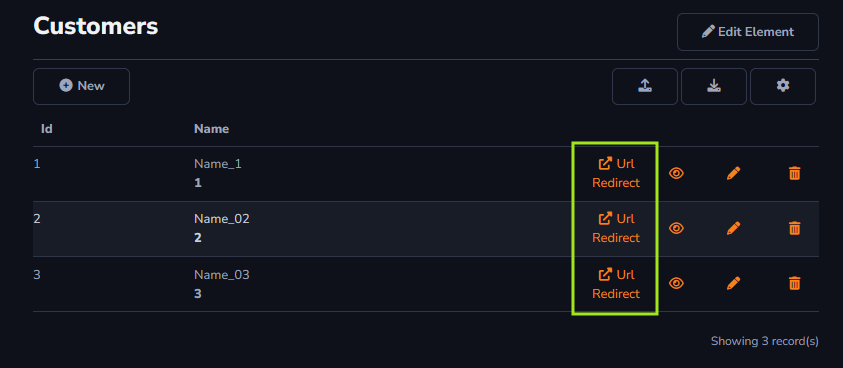 Customers
Edit Element
New
Id Name
1 Name_1 Url
1 Redirect
2 Name_02 Url
2 Redirect
3 Name_03 Url
3 Redirect
Showing 3 record(s)